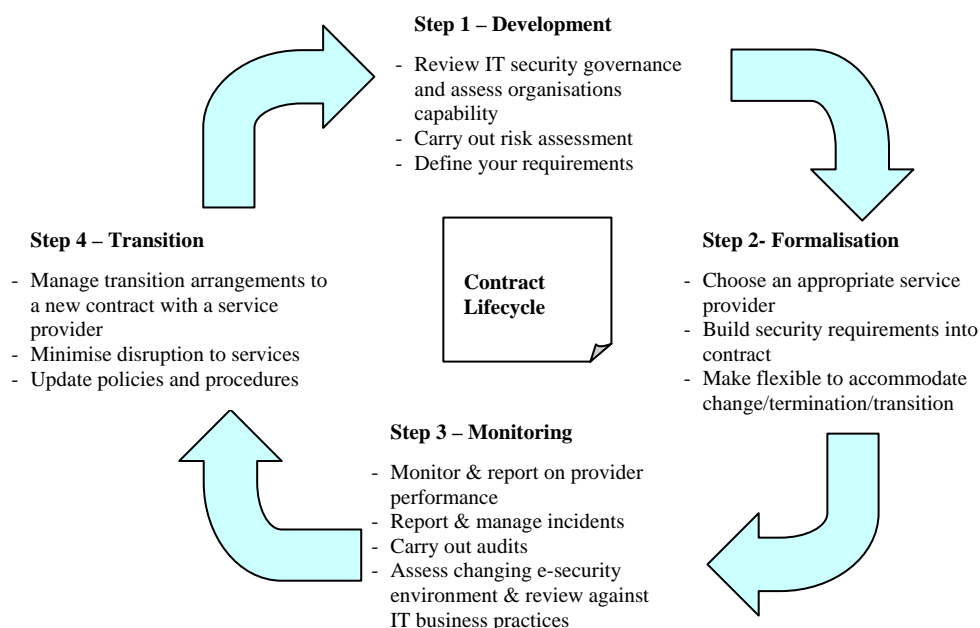 Step 1 – Development
- Review IT security governance
and assess organisations
capability
- Carry out risk assessment
- Define your requirements
Step 2- Formalisation
- Choose an appropriate service
provider
- Build security requirements into
contract
- Make flexible to accommodate
change/termination/transition
Step 3 – Monitoring
- Monitor & report on provider
performance
- Report & manage incidents
- Carry out audits
- Assess changing e-security
environment & review against
IT business practices
Step 4 – Transition
- Manage transition arrangements to
a new contract with a service
provider
- Minimise disruption to services
- Update policies and procedures
Contract
Lifecycle